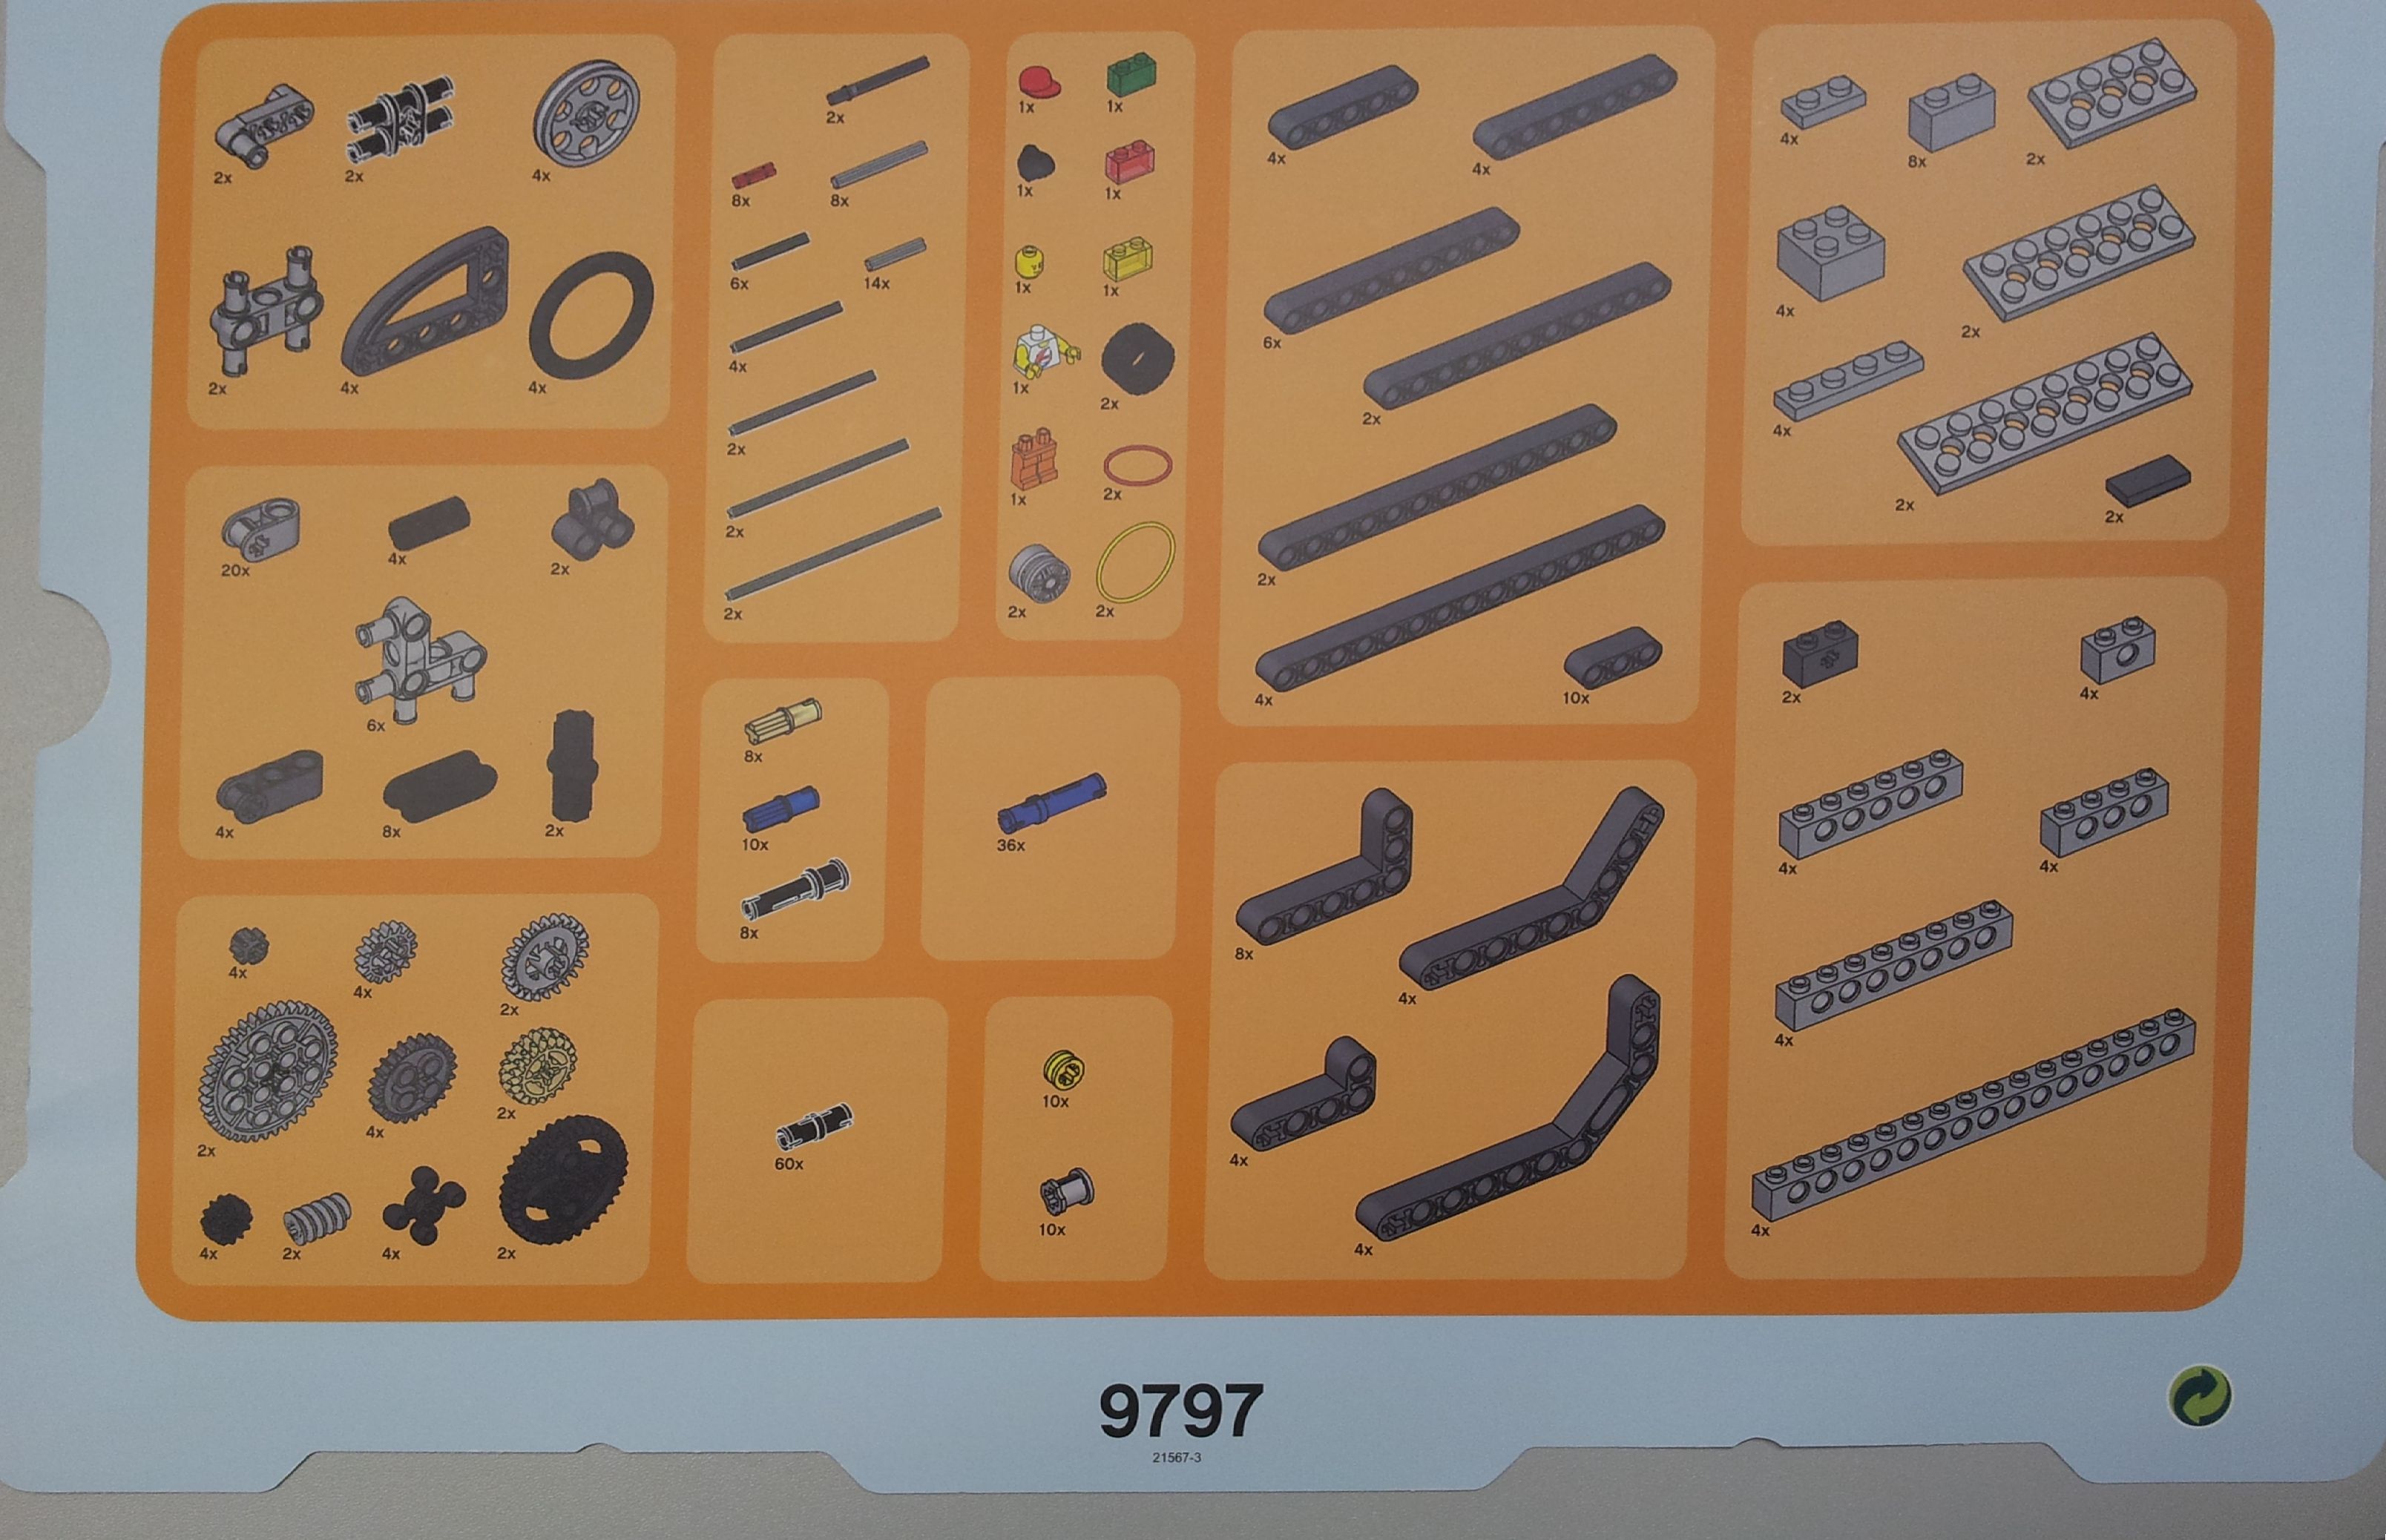 2x 2x 4x
2x 4x 4x
20x 4x 2x
6x
4x 8x 2x
4x 4x 2x
2x 4x 2x
4x 2x 4x 2x
2x
8x 8x
6x 14x
4x
2x
2x
2x
1x 1x
1x 1x
1x 1x
1x 2x
1x 2x
2x 2x
8x
10x
8x
36x
60x
10x
10x
4x 4x
6x
2x
2x
4x 10x
8x 4x
4x 4x
4x 8x 2x
4x 2x
4x 2x
2x
2x 4x
4x 4x
4x
4x
9797
21567-3